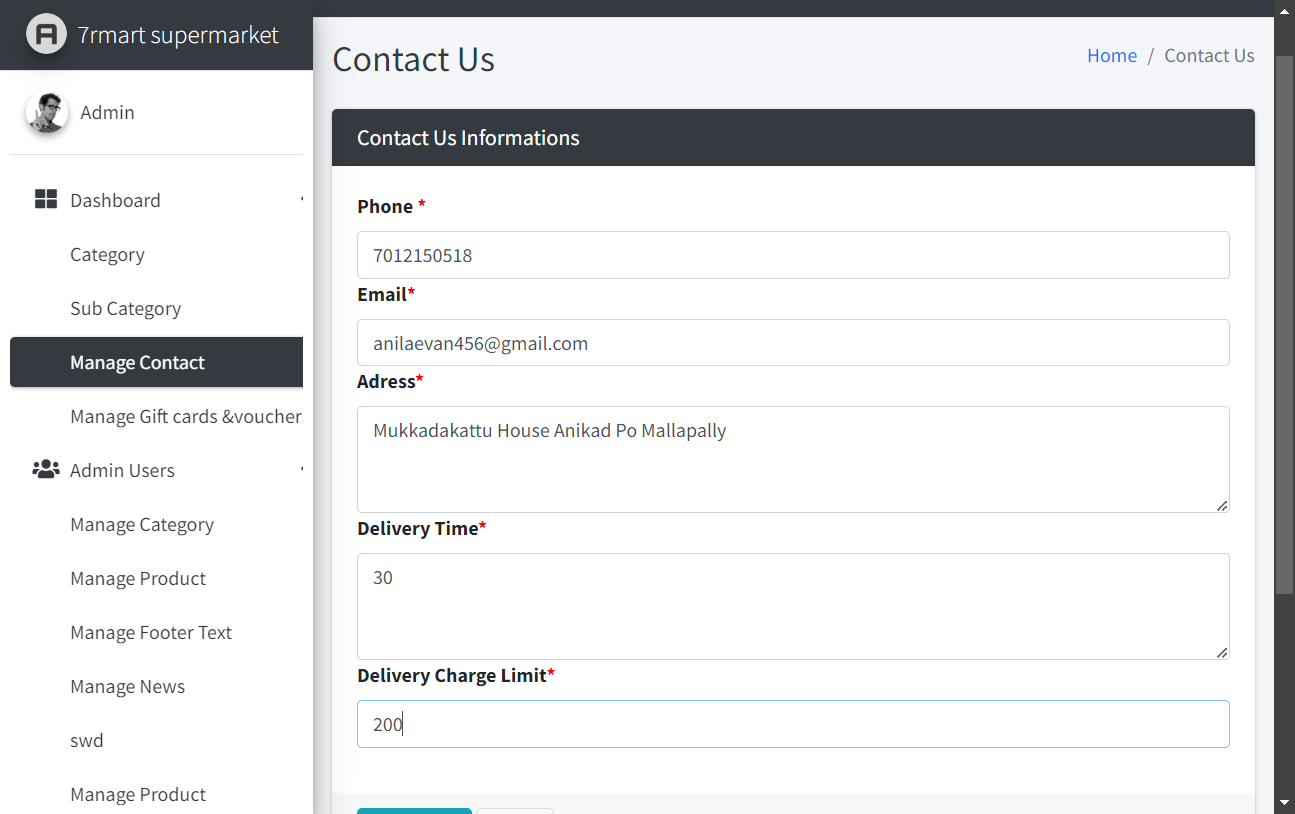 7rmart supermarket
Admin
Dashboard
Category
Sub Category
Manage Contact
Manage Gift cards &voucher
Admin Users
Manage Category
Manage Product
Manage Footer Text
Manage News
swd
Manage Product
Contact Us
Home / Contact Us
Contact Us Informations
Phone *
7012150518
Email*
anilaevan456@gmail.com
Adress*
Mukkadakattu House Anikad Po Mallapally
Delivery Time*
30
Delivery Charge Limit*
200